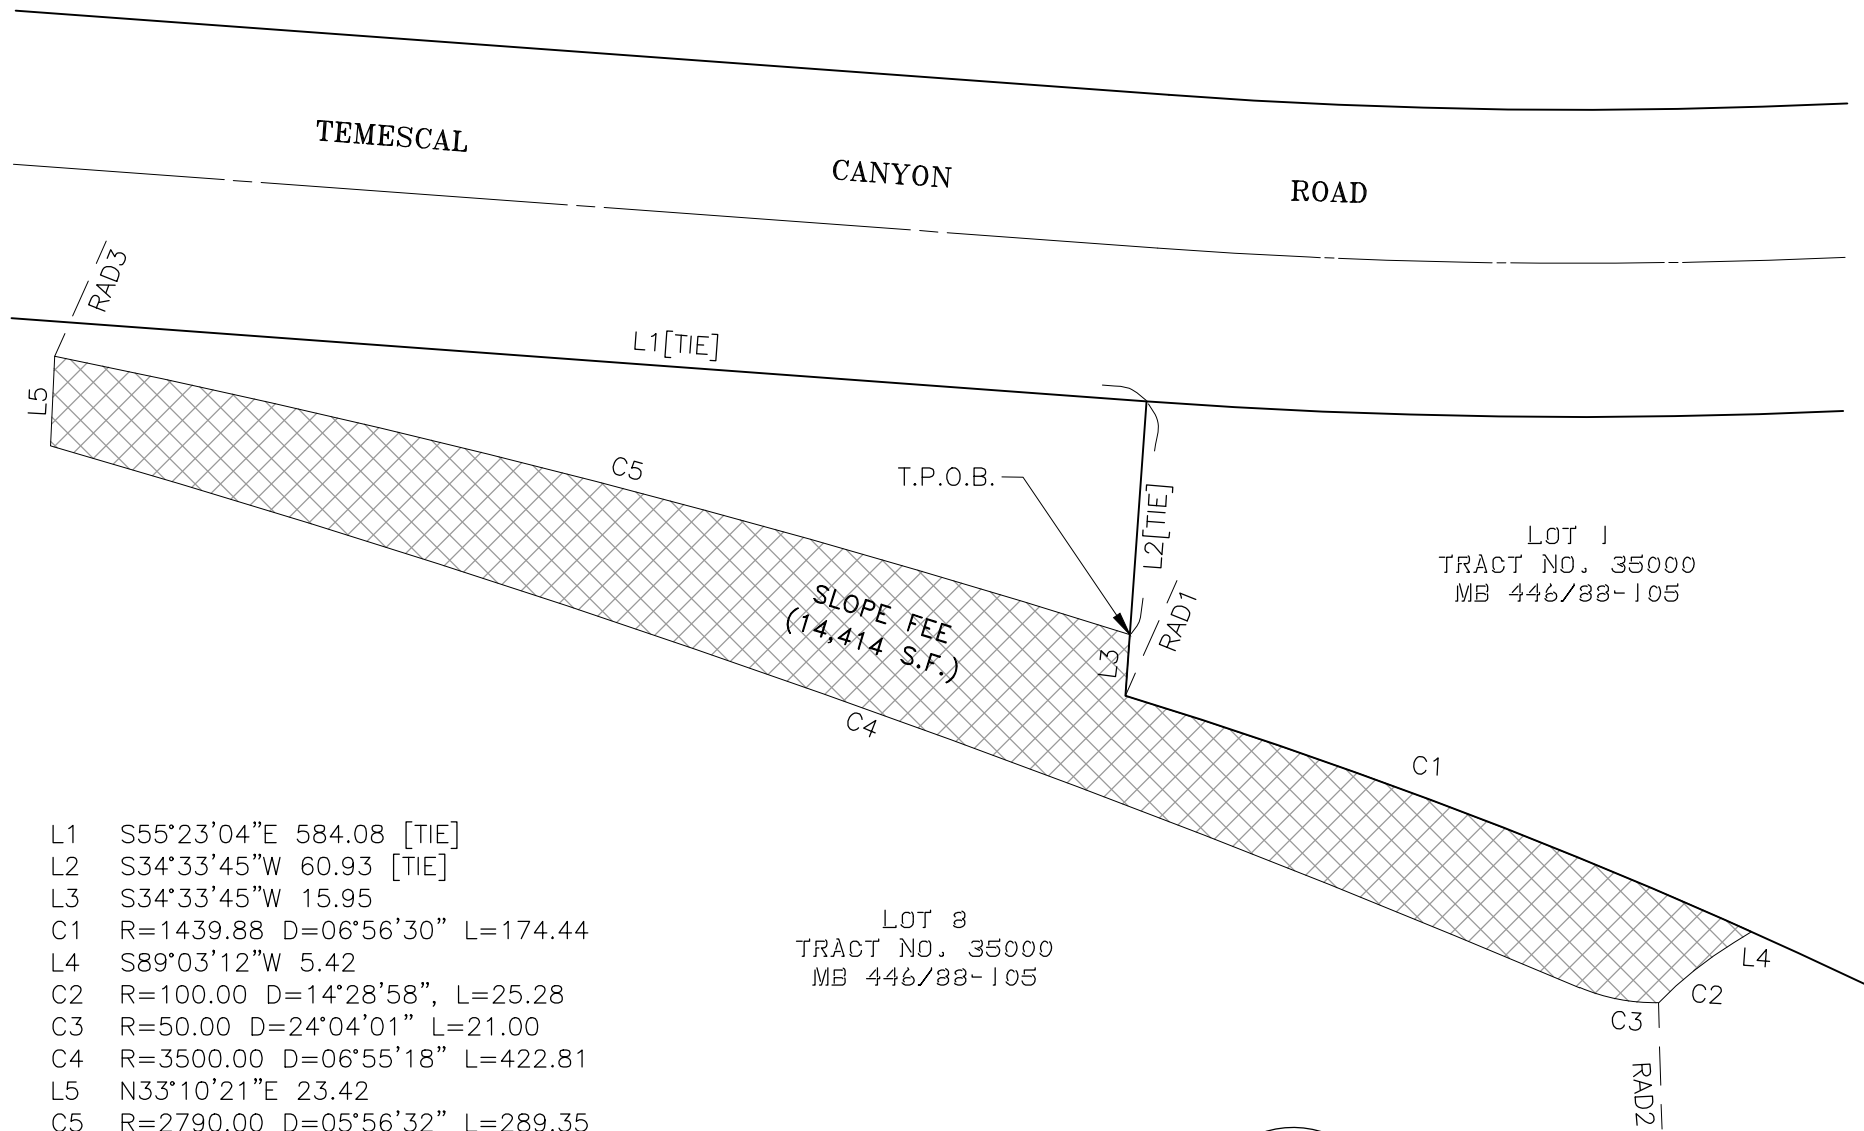 TEMESCAL CANYON ROAD
RAD3
L1[TIE]
L5
C5
T.P.O.B.
L2[TIE]
LOT 1
TRACT NO. 35000
MB 446/88-105
SLOPE FEE
(14,414 S.F.)
RAD1
L3
C4
C1
L1 S55°23'04"E 584.08 [TIE]
L2 S34°33'45"W 60.93 [TIE]
L3 S34°33'45"W 15.95
C1 R=1439.88 D=06°56'30" L=174.44
L4 S89°03'12"W 5.42
C2 R=100.00 D=14°28'58", L=25.28
C3 R=50.00 D=24°04'01" L=21.00
C4 R=3500.00 D=06°55'18" L=422.81
L5 N33°10'21"E 23.42
C5 R=2790.00 D=05°56'32" L=289.35
LOT 8
TRACT NO. 35000
MB 446/88-105
L4
C2
C3
RAD2